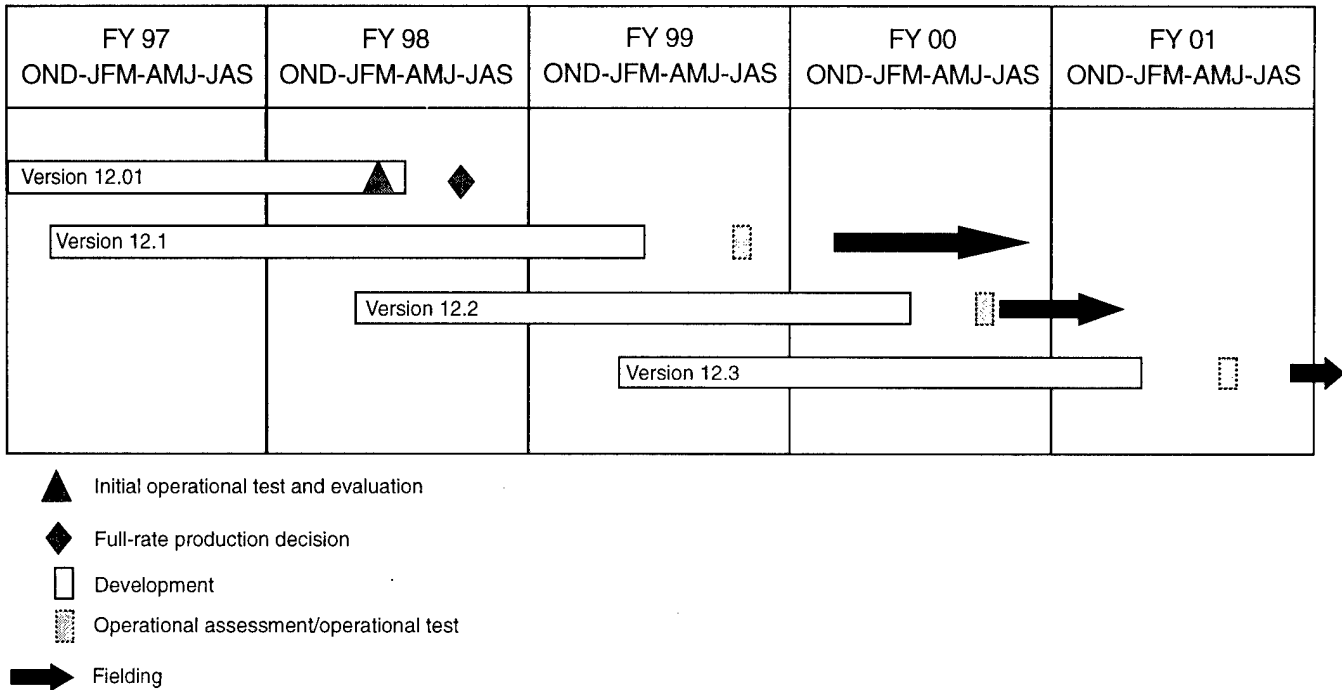 FY 97
OND-JFM-AMJ-JAS
FY 98
OND-JFM-AMJ-JAS
FY 99
OND-JFM-AMJ-JAS
FY 00
OND-JFM-AMJ-JAS
FY 01
OND-JFM-AMJ-JAS
Version 12.01
Version 12.1
Version 12.2
Version 12.3
Initial operational test and evaluation
Full-rate production decision
Development
Operational assessment/operational test
Fielding